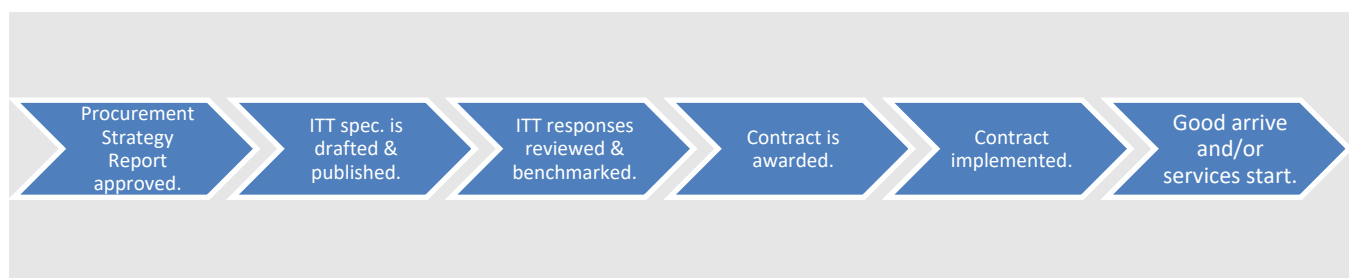 Procurement
Strategy
Report
approved.
ITT spec. is
drafted &
published.
ITT responses
reviewed &
benchmarked.
Contract is
awarded.
Contract
implemented.
Good arrive
and/or
services start.